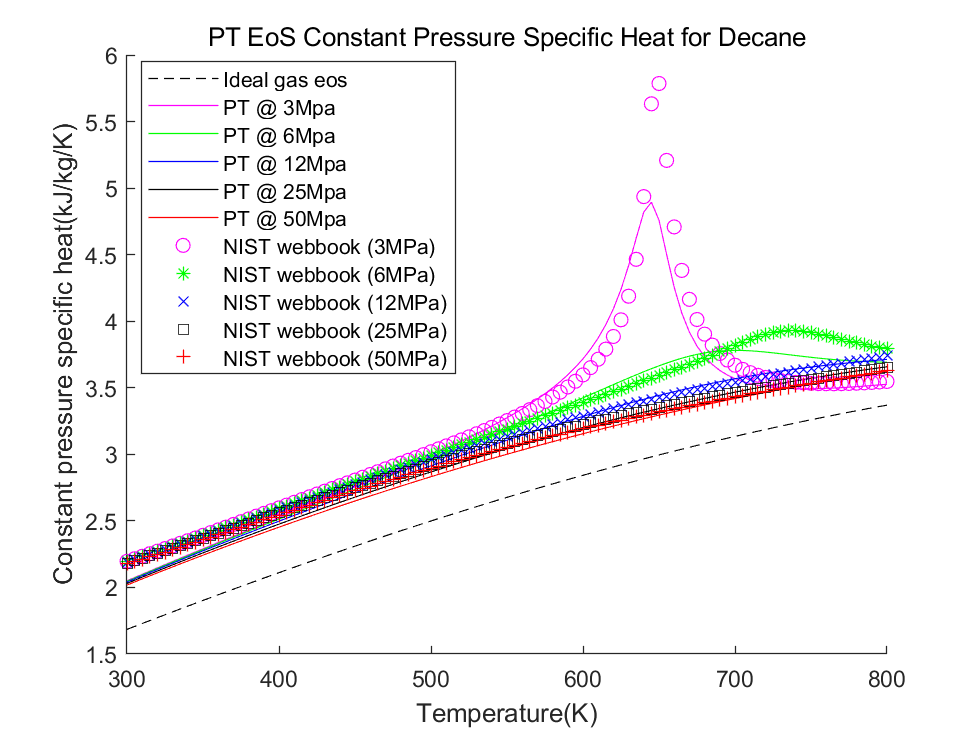 PT EoS Constant Pressure Specific Heat for Decane
Constant pressure specific heat(kJ/kg/K)
6
5.5
5
4.5
4
3.5
3
2.5
2
1.5
Ideal gas eos
PT @ 3Mpa
PT @ 6Mpa
PT @ 12Mpa
PT @ 25Mpa
PT @ 50Mpa
NIST webbook (3MPa)
NIST webbook (6MPa)
NIST webbook (12MPa)
NIST webbook (25MPa)
NIST webbook (50MPa)
300 400 500 600 700 800
Temperature(K)